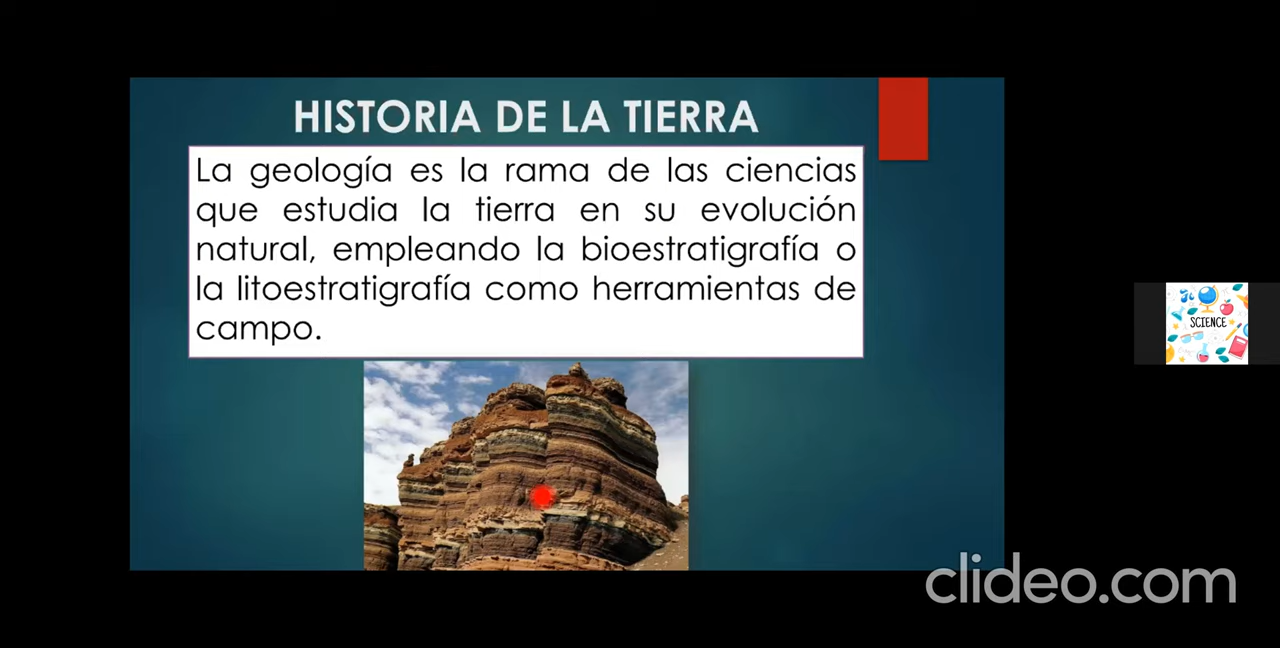 HISTORIA DE LA TIERRA
La geología es la rama de las ciencias
que estudia la tierra en su evolución
natural, empleando la bioestratigrafía o
la litoestratigrafía como herramientas de
campo.
SCIENCE
clideo.com